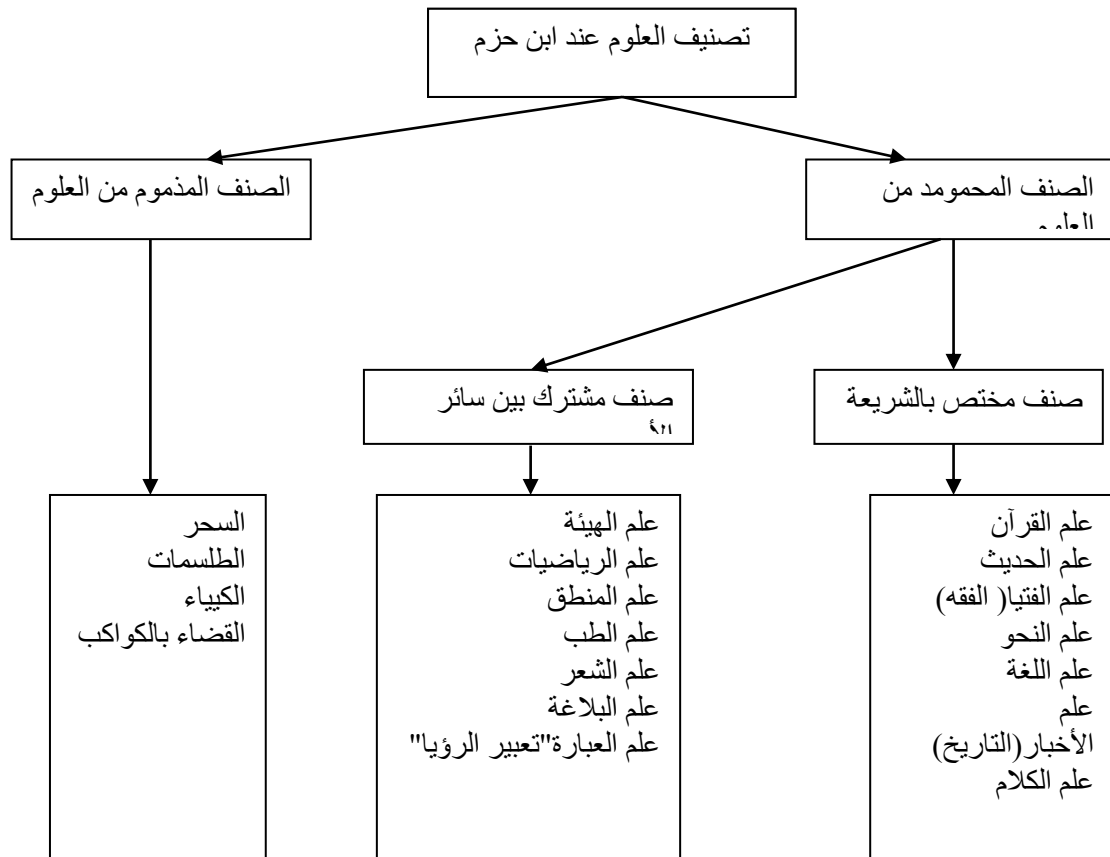 تصنيف العلوم عند ابن حزم
الصنف المحمومد من
الصنف المذموم من العلوم
صنف مختص بالشريعة
صنف مشترك بين سائر
علم القرآن
علم الحديث
علم الفتيا( الفقه)
علم النحو
علم اللغة
علم
الأخبار(التاريخ)
علم الكلام
علم الهيئة
علم الرياضيات
علم المنطق
علم الطب
علم الشعر
علم البلاغة
علم العبارة"تعبير الرؤيا"
السحر
الطلسمات
الكيياء
القضاء بالكواكب